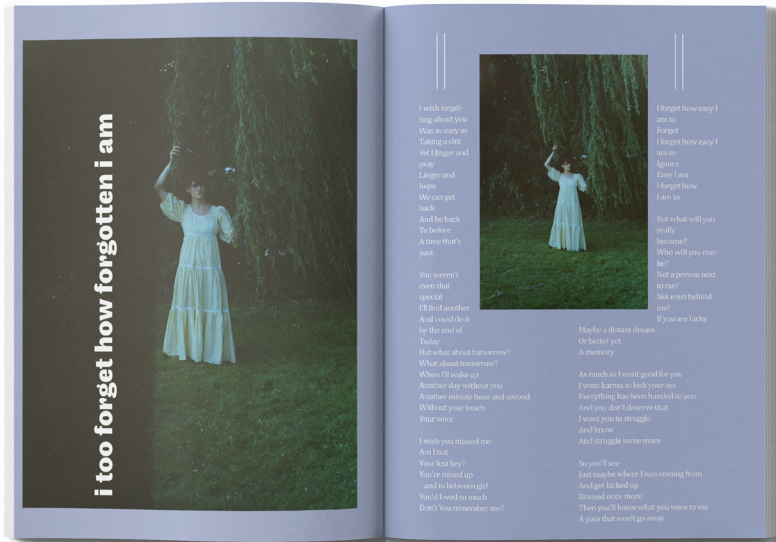 i too forget how forgotten i am
I wish forget-
ting about you
Was as easy as
Taking a shit
Yet I linger and
pray
Linger and
hope
We can get
back
And be back
To before
A time that's
past
You weren't
even that
special
I'll find another
And could do it
by the end of
Today
But what about tomorrow?
What about tomorrow?
When I'll wake up
Another day without you
Another minute hour and second
Without your touch
Your voice
I wish you missed me
Am I not
Your lost key?
You're mixed up
and in between girl
You'd loved so much
Don't You remember me?
I forget how easy I
am to
Forget
I forget how easy I
am to
Ignore
Easy I am
I forget how
I am to
But what will you
really
become?
Who will you ever
be?
Not a person next
to me?
Not even behind
me?
If you are lucky
Maybe a distant dream
Or better yet
A memory
As much as I want good for you
I want karma to kick your ass
Everything has been handed to you
And you don't deserve that
I want you to struggle
And know
And struggle some more
So you'll see
Just maybe where I was coming from
And get kicked up
Bruised once more
Then you'll know what you were to me
A pain that won't go away